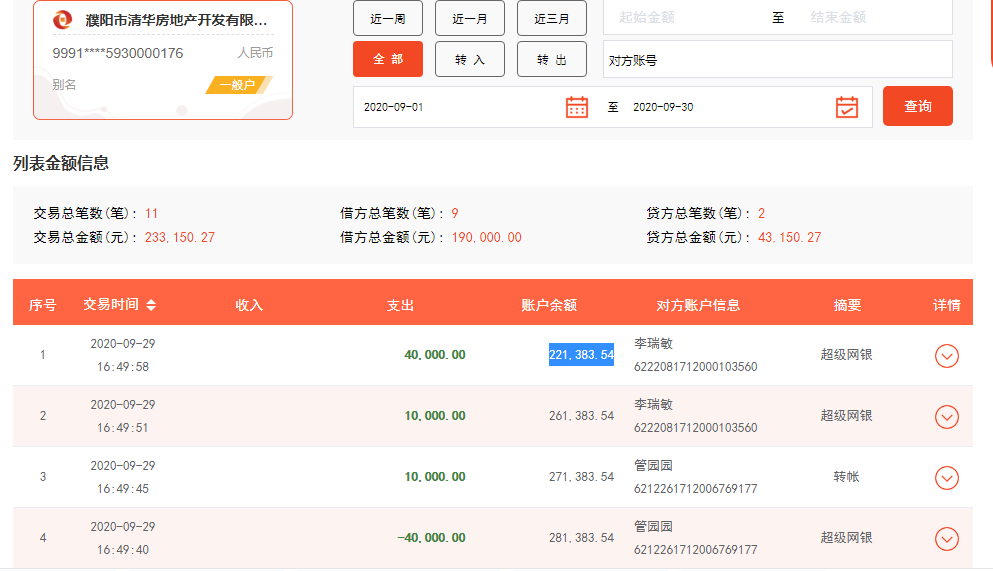 濮阳市清华房地产开发有限...
9991****5930000176 人民币
别名 一般户
近一周 近一月 近三月 起始金额 至 结束金额
全 部 转 入 转 出 对方账号
2020-09-01 至 2020-09-30 查询
列表金额信息
交易总笔数(笔)：11 借方总笔数(笔)：9 贷方总笔数(笔)：2
交易总金额(元)：233,150.27 借方总金额(元)：190,000.00 贷方总金额(元)：43,150.27
序号 交易时间 收入 支出 账户余额 对方账户信息 摘要 详情
2020-09-29 李瑞敏
1 40,000.00 221,383.54 超级网银
16:49:58 6222081712000103560
2020-09-29 李瑞敏
2 10,000.00 261,383.54 超级网银
16:49:51 6222081712000103560
2020-09-29 管园园
3 10,000.00 271,383.54 转帐
16:49:45 6212261712006769177
2020-09-29 管园园
4 -40,000.00 281,383.54 超级网银
16:49:40 6212261712006769177